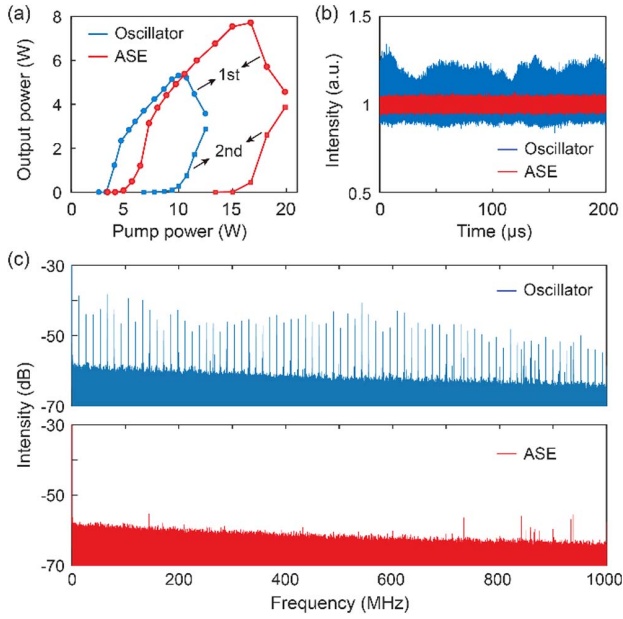 (a)
8
6
4
2
0
Output power (W)
Oscillator
ASE
1st
2nd
0 5 10 15 20
Pump power (W)
(b)
1.5
1
0.5
Intensity (a.u.)
Oscillator
ASE
0 100 200
Time (µs)
(c)
-30
-50
-70
Oscillator
Intensity (dB)
-30
-50
-70
ASE
0 200 400 600 800 1000
Frequency (MHz)